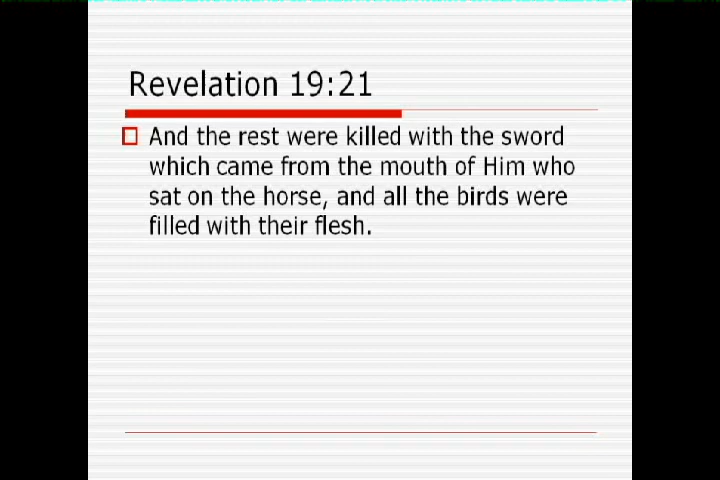 Revelation 19:21
And the rest were killed with the sword
which came from the mouth of Him who
sat on the horse, and all the birds were
filled with their flesh.